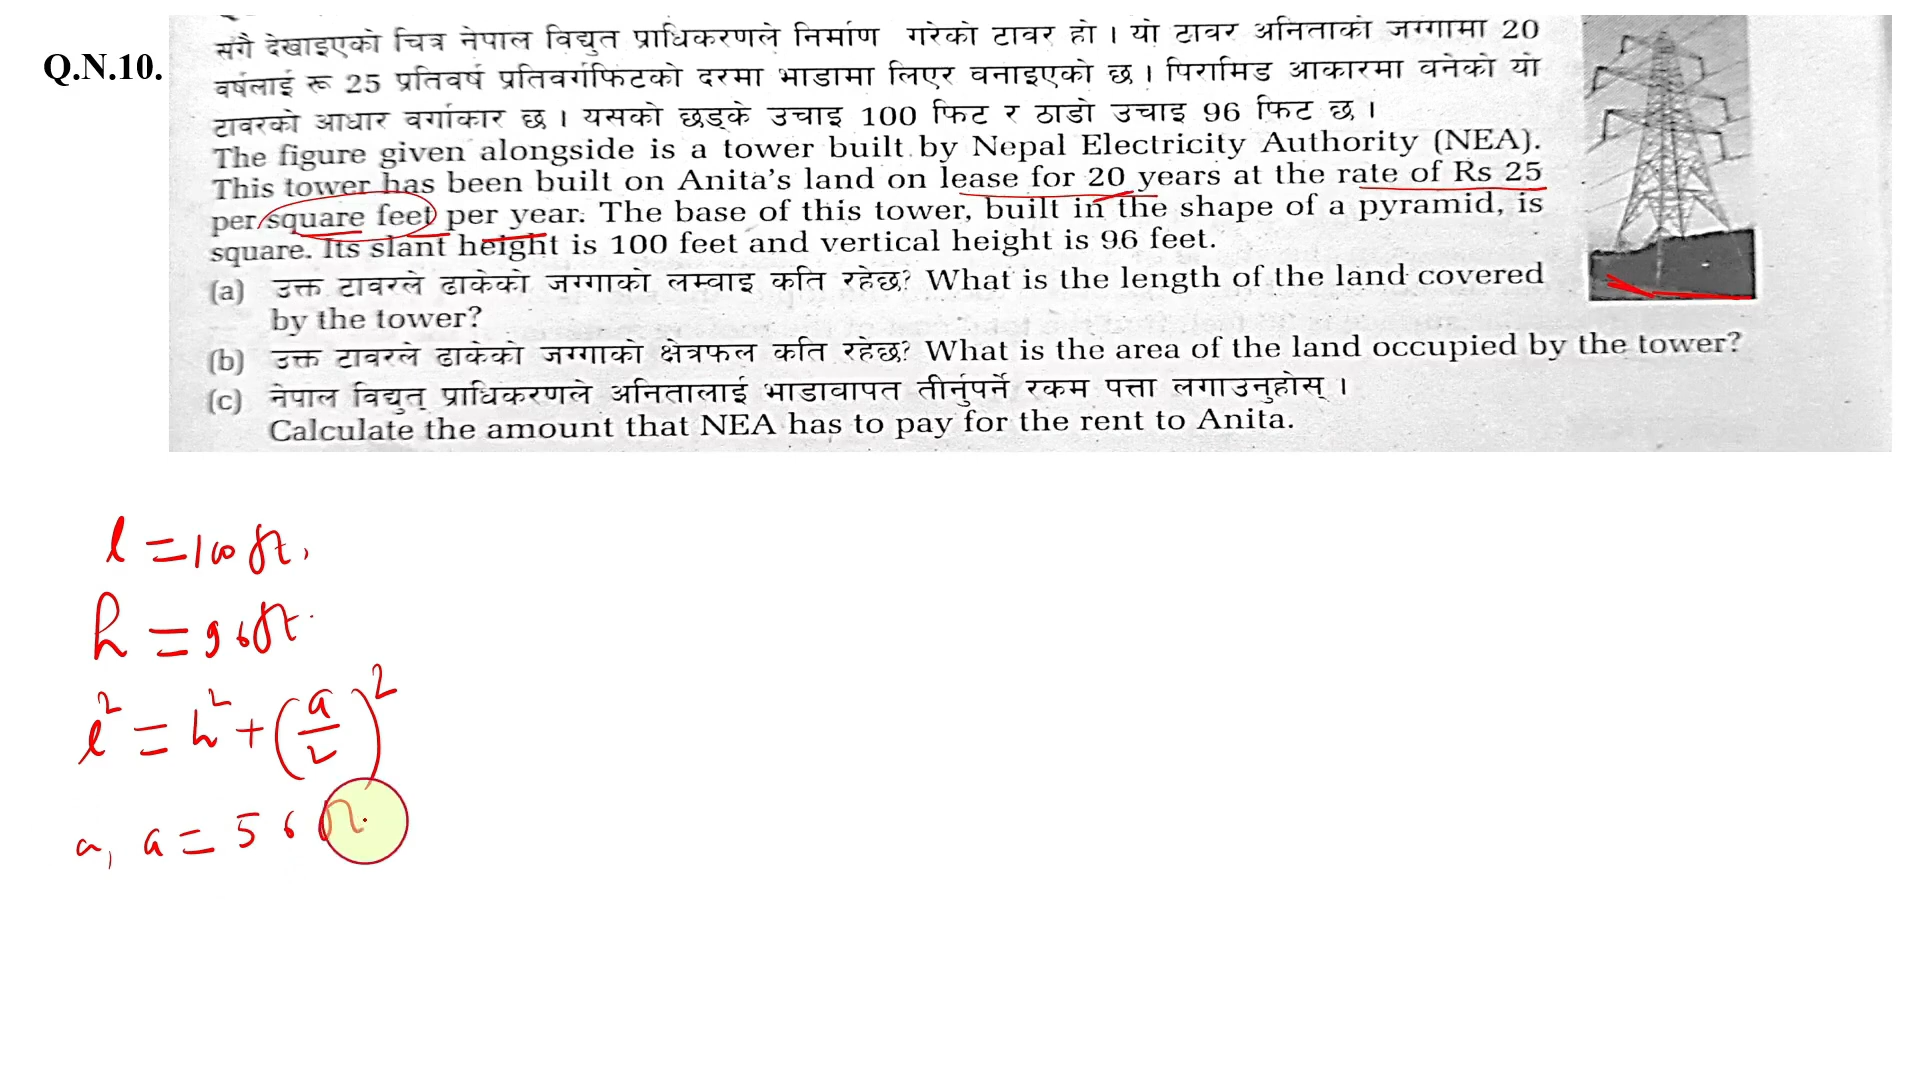 Q.N.10.
संगै देखाइएको चित्र नेपाल विद्युत प्राधिकरणले निर्माण गरेको टावर हो । यो टावर अनिताको जग्गामा 20
वर्षलाई रू 25 प्रतिवर्ष प्रतिवर्गफिटको दरमा भाडामा लिएर बनाइएको छ । पिरामिड आकारमा बनेको यो
टावरको आधार वर्गाकार छ । यसको छड्के उचाइ 100 फिट र ठाडो उचाइ 96 फिट छ ।
The figure given alongside is a tower built by Nepal Electricity Authority (NEA).
This tower has been built on Anita's land on lease for 20 years at the rate of Rs 25
per square feet per year. The base of this tower, built in the shape of a pyramid, is
square. Its slant height is 100 feet and vertical height is 96 feet.
(a) उक्त टावरले ढाकेको जग्गाको लम्वाइ कति रहेछ? What is the length of the land covered
by the tower?
(b) उक्त टावरले ढाकेको जग्गाको क्षेत्रफल कति रहेछ? What is the area of the land occupied by the tower?
(c) नेपाल विद्युत् प्राधिकरणले अनितालाई भाडावापत तीर्नुपर्ने रकम पत्ता लगाउनुहोस् ।
Calculate the amount that NEA has to pay for the rent to Anita.
l = 100 ft.
h = 96 ft.
l² = h² + (a/2)²
a, a = 56